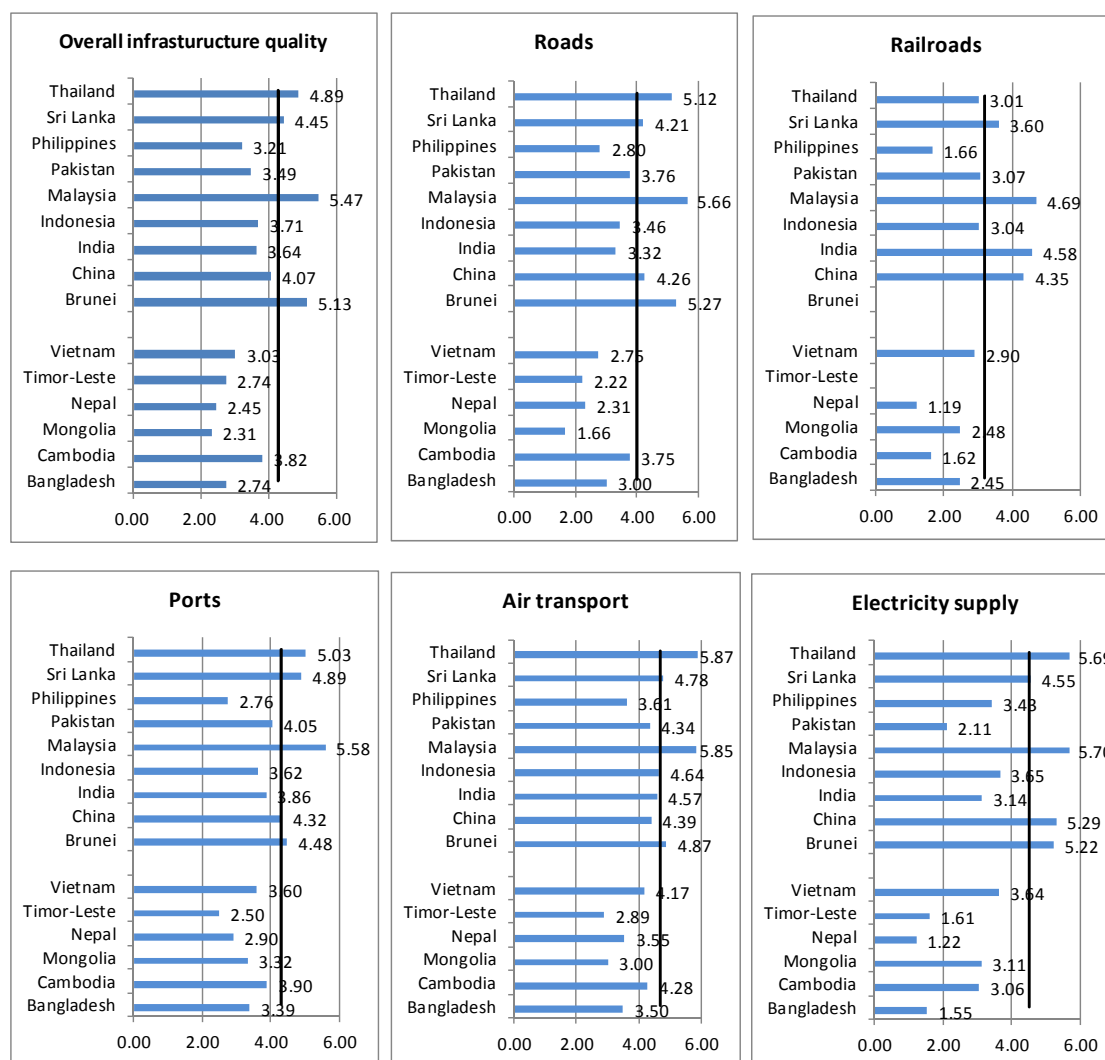 Overall infrasturucture quality
Thailand 4.89
Sri Lanka 4.45
Philippines 3.21
Pakistan 3.49
Malaysia 5.47
Indonesia 3.71
India 3.64
China 4.07
Brunei 5.13
Vietnam 3.03
Timor-Leste 2.74
Nepal 2.45
Mongolia 2.31
Cambodia 3.82
Bangladesh 2.74
0.00 2.00 4.00 6.00
Roads
Thailand 5.12
Sri Lanka 4.21
Philippines 2.80
Pakistan 3.76
Malaysia 5.66
Indonesia 3.46
India 3.32
China 4.26
Brunei 5.27
Vietnam 2.75
Timor-Leste 2.22
Nepal 2.31
Mongolia 1.66
Cambodia 3.75
Bangladesh 3.00
0.00 2.00 4.00 6.00
Railroads
Thailand 3.01
Sri Lanka 3.60
Philippines 1.66
Pakistan 3.07
Malaysia 4.69
Indonesia 3.04
India 4.58
China 4.35
Brunei
Vietnam 2.90
Timor-Leste
Nepal 1.19
Mongolia 2.48
Cambodia 1.62
Bangladesh 2.45
0.00 2.00 4.00 6.00
Ports
Thailand 5.03
Sri Lanka 4.89
Philippines 2.76
Pakistan 4.05
Malaysia 5.58
Indonesia 3.62
India 3.86
China 4.32
Brunei 4.48
Vietnam 3.60
Timor-Leste 2.50
Nepal 2.90
Mongolia 3.32
Cambodia 3.90
Bangladesh 3.39
0.00 2.00 4.00 6.00
Air transport
Thailand 5.87
Sri Lanka 4.78
Philippines 3.61
Pakistan 4.34
Malaysia 5.85
Indonesia 4.64
India 4.57
China 4.39
Brunei 4.87
Vietnam 4.17
Timor-Leste 2.89
Nepal 3.55
Mongolia 3.00
Cambodia 4.28
Bangladesh 3.50
0.00 2.00 4.00 6.00
Electricity supply
Thailand 5.69
Sri Lanka 4.55
Philippines 3.43
Pakistan 2.11
Malaysia 5.70
Indonesia 3.65
India 3.14
China 5.29
Brunei 5.22
Vietnam 3.64
Timor-Leste 1.61
Nepal 1.22
Mongolia 3.11
Cambodia 3.06
Bangladesh 1.55
0.00 2.00 4.00 6.00